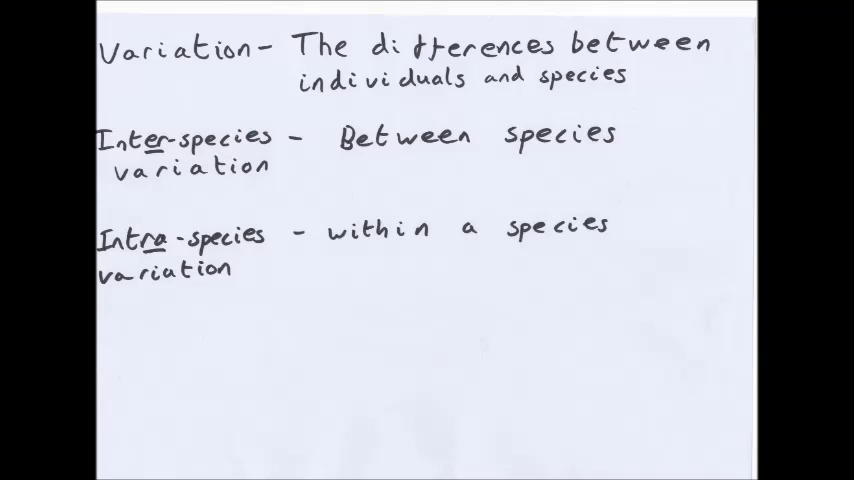 Variation - The differences between
individuals and species
Inter-species - Between species
variation
Intra-species - within a species
variation